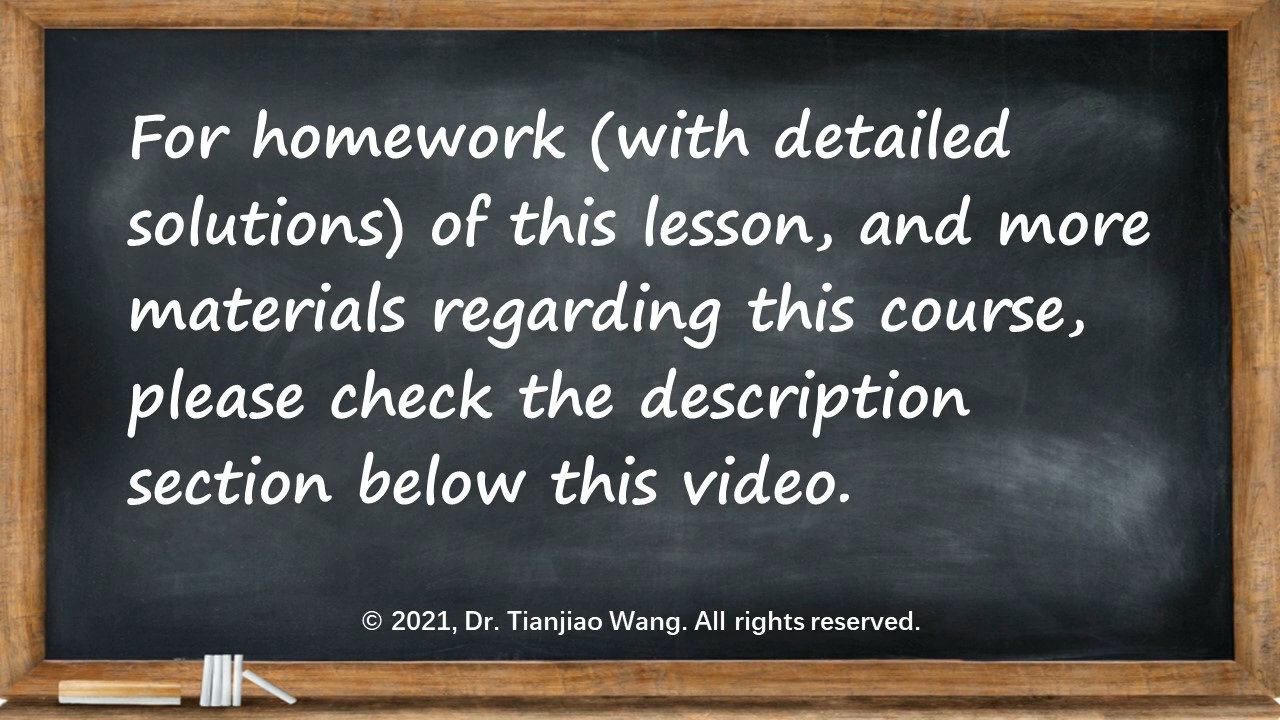 For homework (with detailed
solutions) of this lesson, and more
materials regarding this course,
please check the description
section below this video.
© 2021, Dr. Tianjiao Wang. All rights reserved.